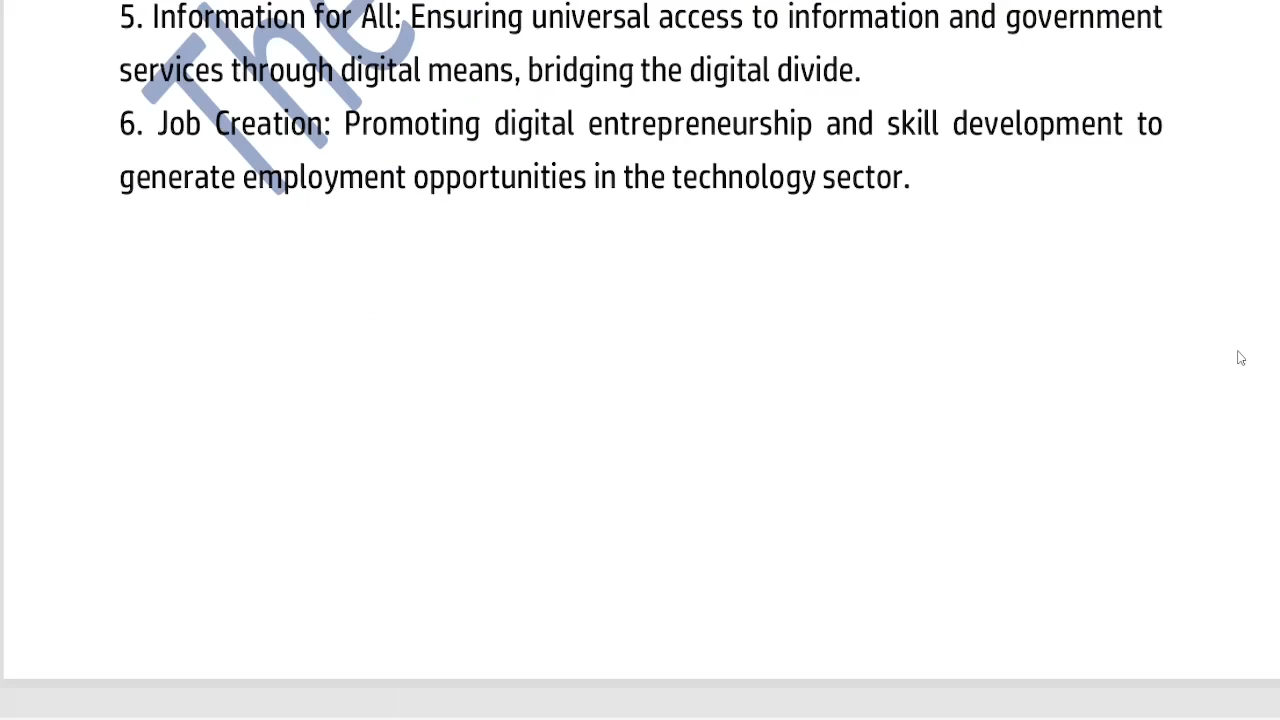 5. Information for All: Ensuring universal access to information and government
services through digital means, bridging the digital divide.
6. Job Creation: Promoting digital entrepreneurship and skill development to
generate employment opportunities in the technology sector.
The